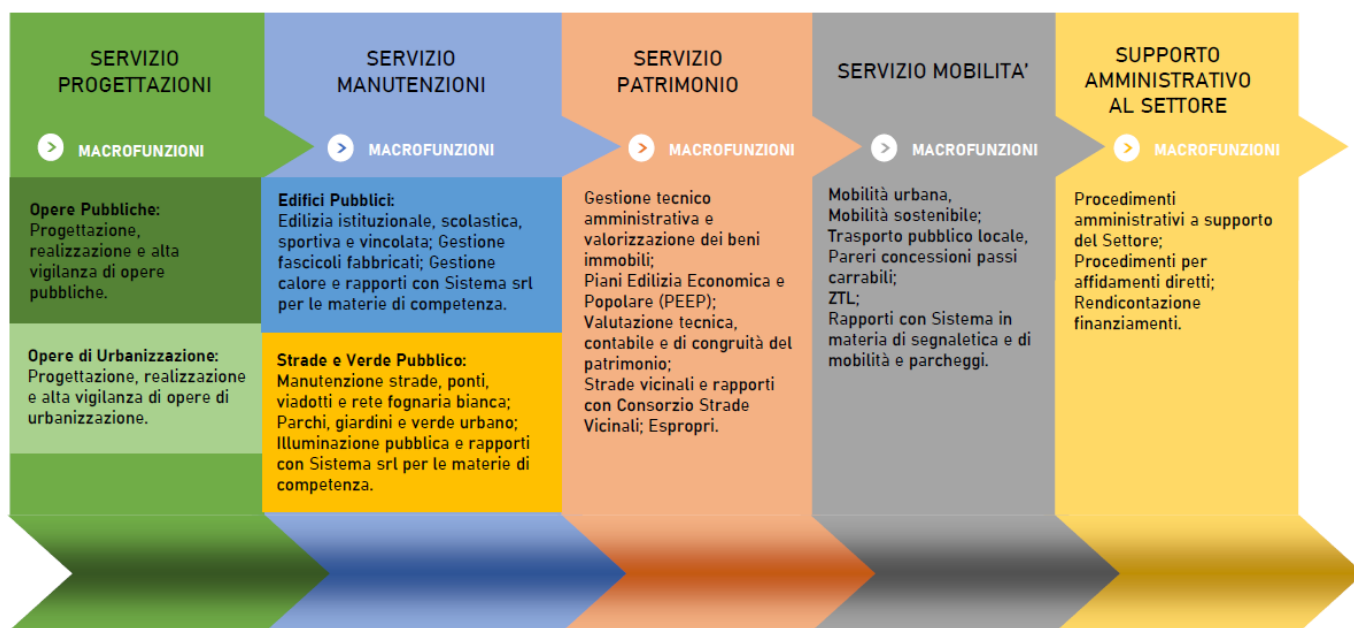 SERVIZIO
PROGETTAZIONI
MACROFUNZIONI
Opere Pubbliche:
Progettazione,
realizzazione e alta
vigilanza di opere
pubbliche.
Opere di Urbanizzazione:
Progettazione, realizzazione
e alta vigilanza di opere di
urbanizzazione.
SERVIZIO
MANUTENZIONI
MACROFUNZIONI
Edifici Pubblici:
Edilizia istituzionale, scolastica,
sportiva e vincolata; Gestione
fascicoli fabbricati; Gestione
calore e rapporti con Sistema srl
per le materie di competenza.
Strade e Verde Pubblico:
Manutenzione strade, ponti,
viadotti e rete fognaria bianca;
Parchi, giardini e verde urbano;
Illuminazione pubblica e rapporti
con Sistema srl per le materie di
competenza.
SERVIZIO
PATRIMONIO
MACROFUNZIONI
Gestione tecnico
amministrativa e
valorizzazione dei beni
immobili;
Piani Edilizia Economica e
Popolare (PEEP);
Valutazione tecnica,
contabile e di congruità del
patrimonio;
Strade vicinali e rapporti
con Consorzio Strade
Vicinali; Espropri.
SERVIZIO MOBILITA'
MACROFUNZIONI
Mobilità urbana,
Mobilità sostenibile;
Trasporto pubblico locale,
Pareri concessioni passi
carrabili;
ZTL;
Rapporti con Sistema in
materia di segnaletica e di
mobilità e parcheggi.
SUPPORTO
AMMINISTRATIVO
AL SETTORE
MACROFUNZIONI
Procedimenti
amministrativi a supporto
del Settore;
Procedimenti per
affidamenti diretti;
Rendicontazione
finanziamenti.